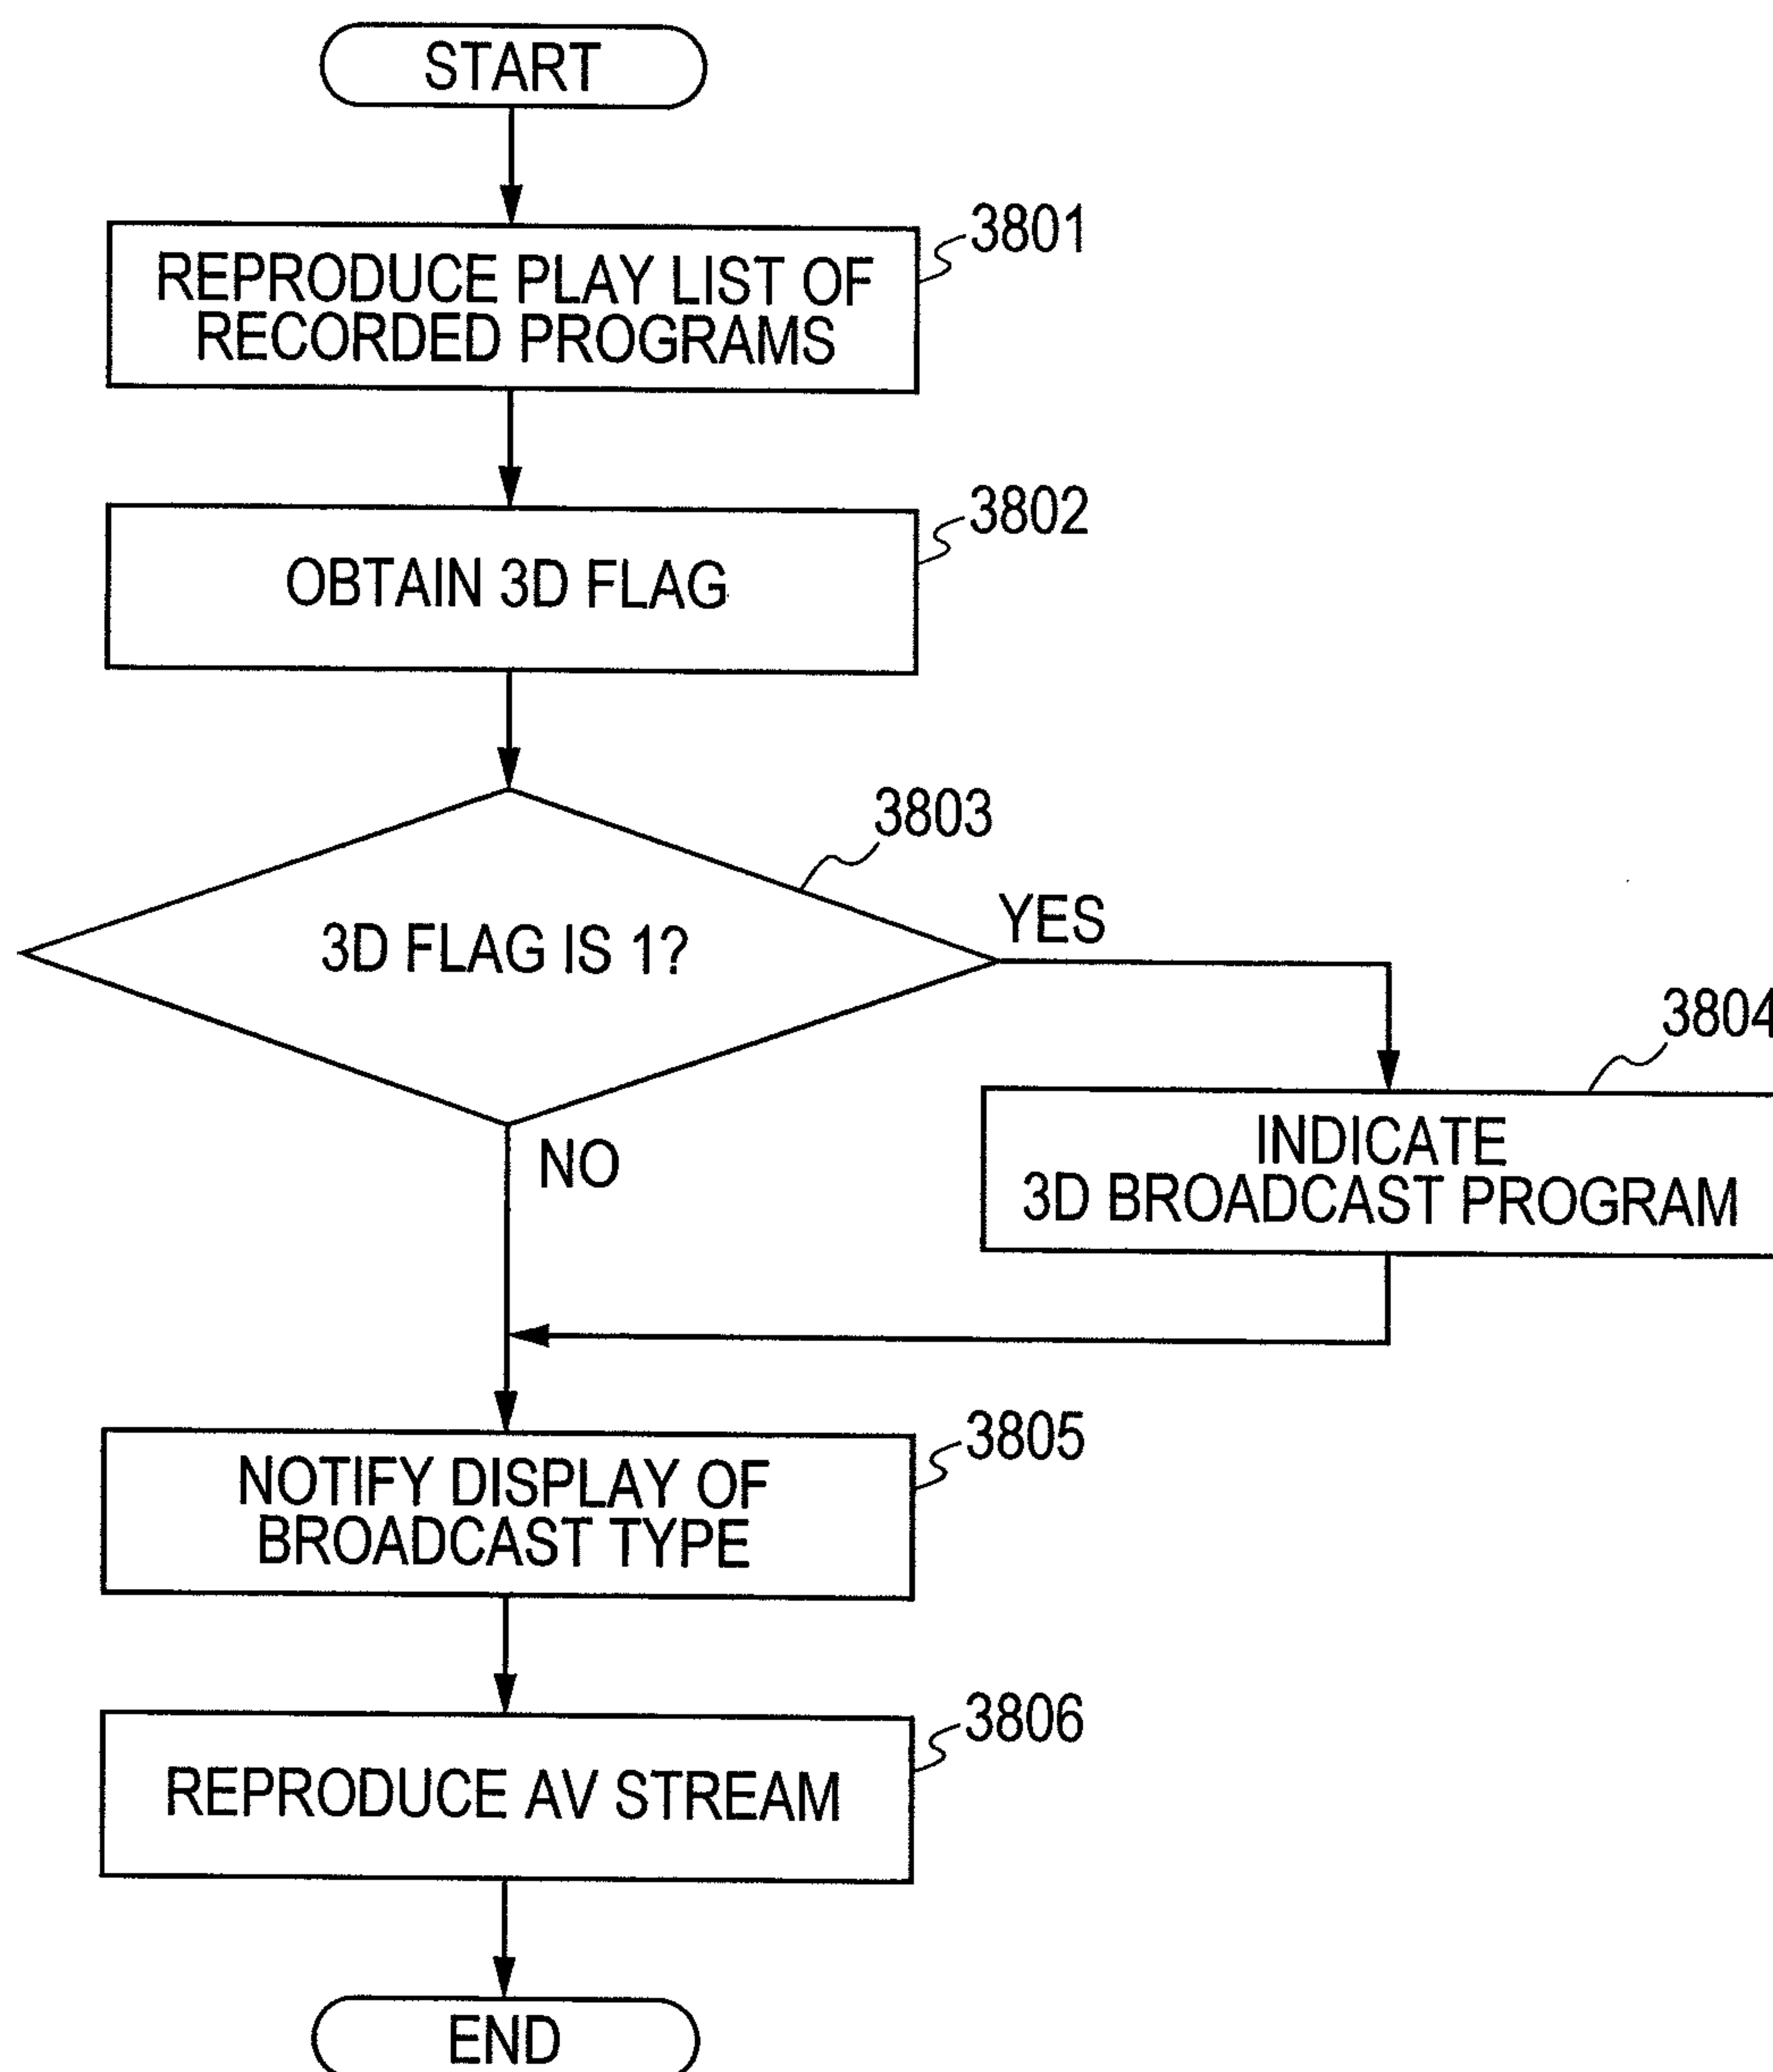 START
3801
REPRODUCE PLAY LIST OF
RECORDED PROGRAMS
3802
OBTAIN 3D FLAG
3803
3D FLAG IS 1?
YES
3804
INDICATE
3D BROADCAST PROGRAM
NO
3805
NOTIFY DISPLAY OF
BROADCAST TYPE
3806
REPRODUCE AV STREAM
END